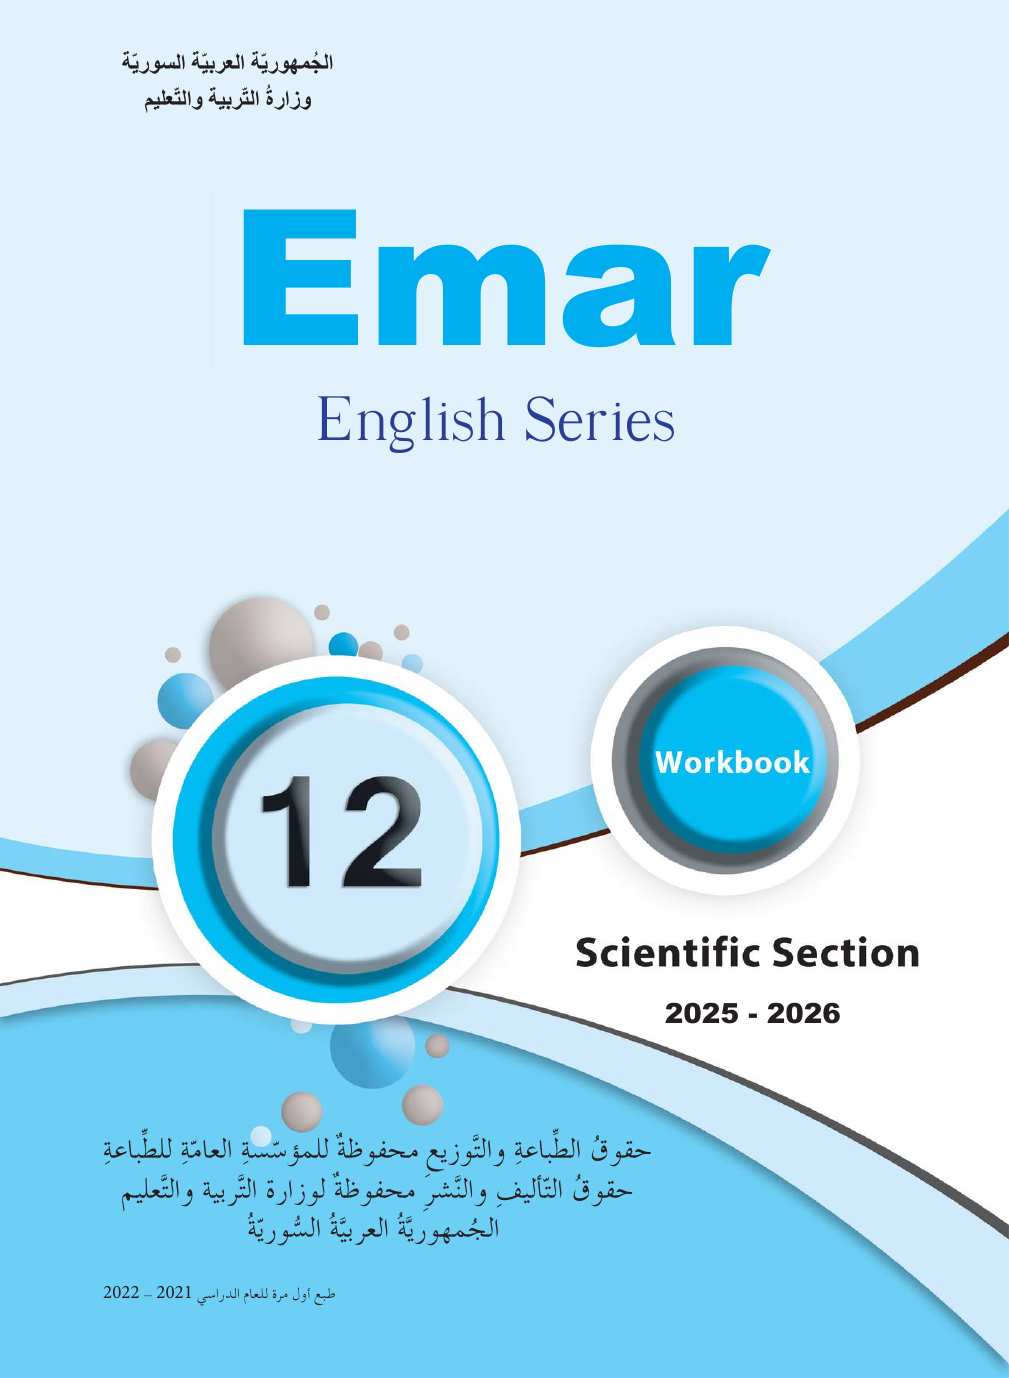 الجُمهوريّة العربيّة السوريّة
وزارةُ التّربية والتّعليم
Emar
English Series
12
Workbook
Scientific Section
2025 - 2026
حقوقُ الطِّباعةِ والتَّوزيعِ محفوظةٌ للمؤسّسةِ العامّةِ للطِّباعةِ
حقوقُ التّأليفِ والنَّشرِ محفوظةٌ لوزارة التَّربية والتَّعليم
الجُمهوريَّةُ العربيَّةُ السُّوريّةُ
طبع أول مرة للعام الدراسي 2021 – 2022